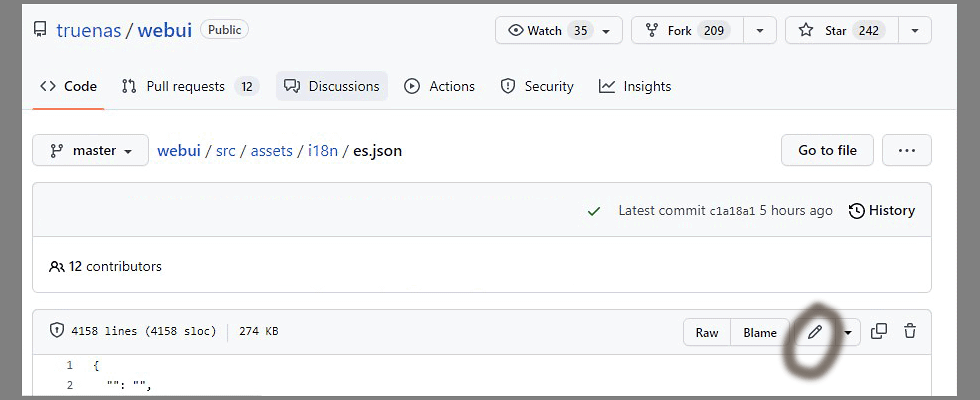 truenas / webui Public Watch 35 Fork 209 Star 242
Code Pull requests 12 Discussions Actions Security Insights
master webui / src / assets / i18n / es.json Go to file ...
Latest commit c1a18a1 5 hours ago History
12 contributors
4158 lines (4158 sloc) 274 KB Raw Blame
1 {
2 "": "",